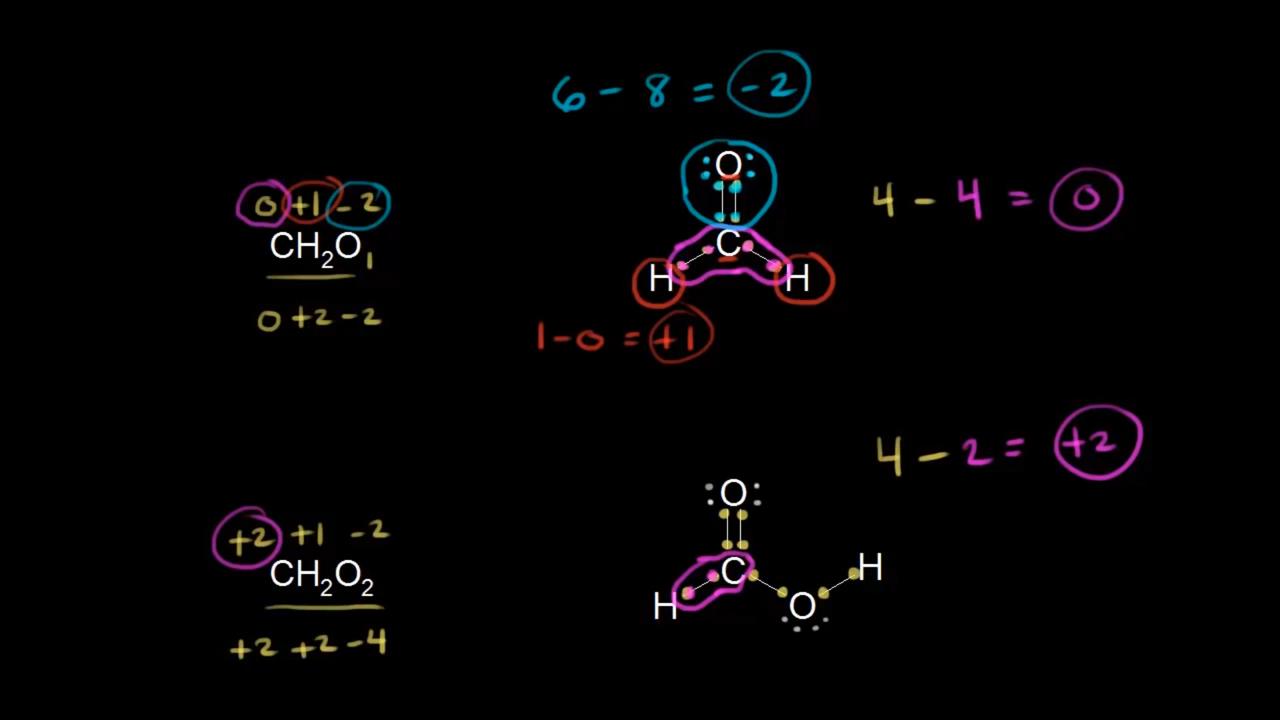 6 - 8 = -2
0 +1 -2
CH₂O₁
0 +2 -2
:O:
C
H H
4 - 4 = 0
1 - 0 = +1
4 - 2 = +2
+2 +1 -2
CH₂O₂
+2 +2 -4
:O:
C H
H O